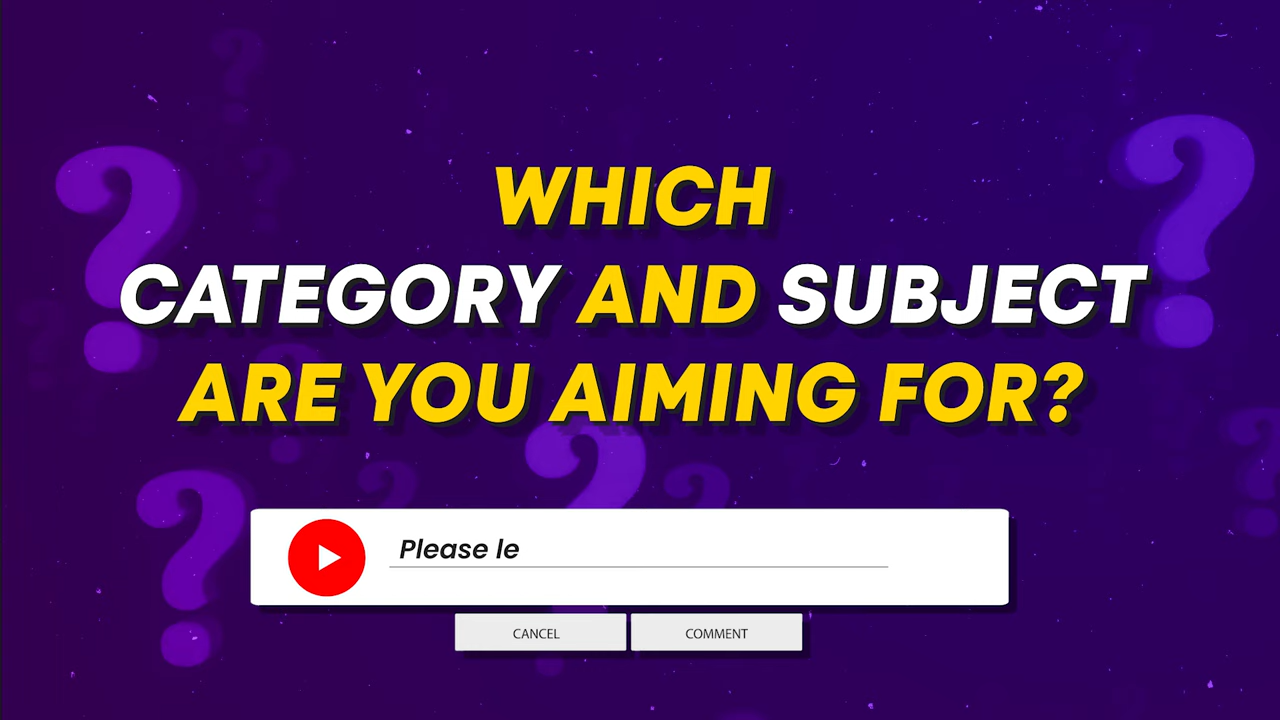 WHICH
CATEGORY AND SUBJECT
ARE YOU AIMING FOR?
Please le
CANCEL COMMENT